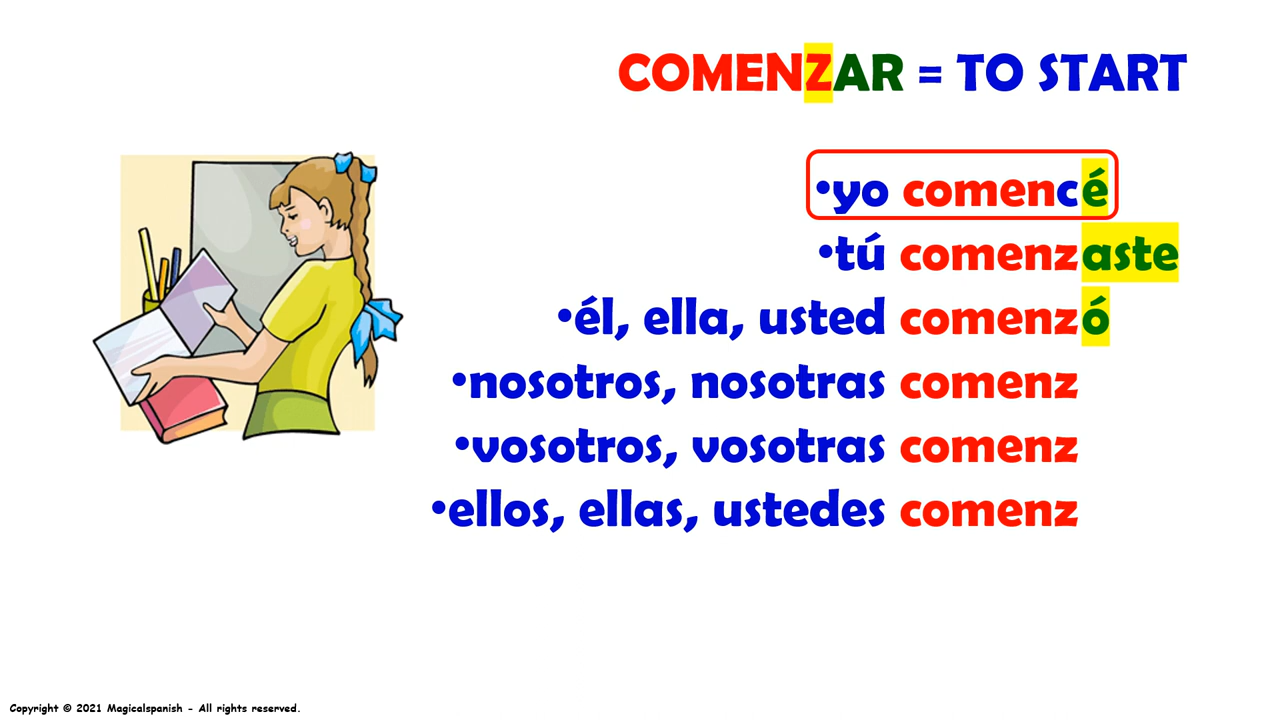 COMENZAR = TO START
•yo comencé
•tú comenzaste
•él, ella, usted comenzó
•nosotros, nosotras comenz
•vosotros, vosotras comenz
•ellos, ellas, ustedes comenz
Copyright © 2021 Magicalspanish - All rights reserved.